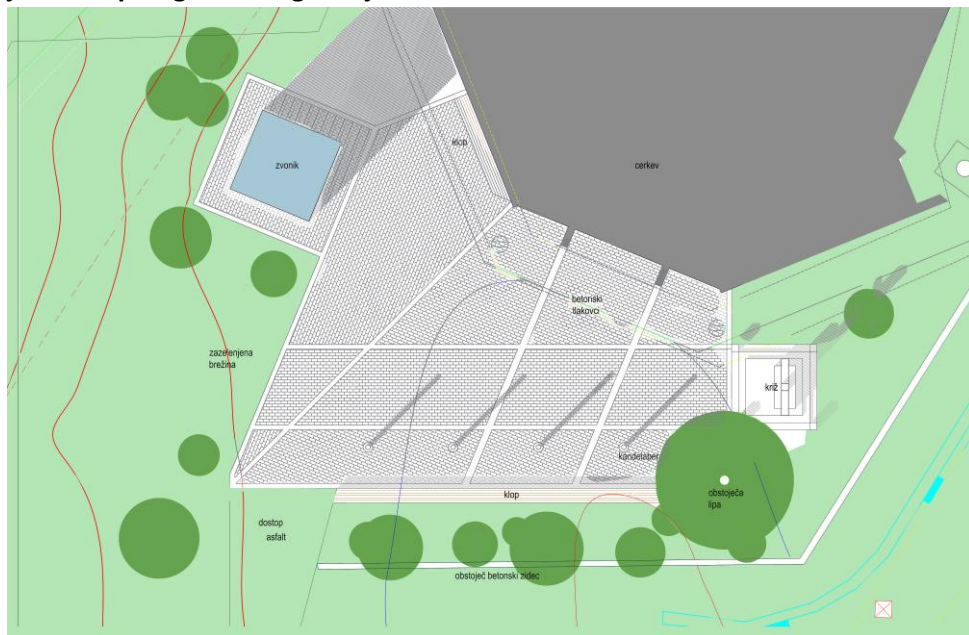 klop
zvonik
cerkev
betonski
tlakovci
zazelenjena
brežina
križ
kandelaber
klop
obstoječa
lipa
dostop
asfalt
obstoječ betonski zidec